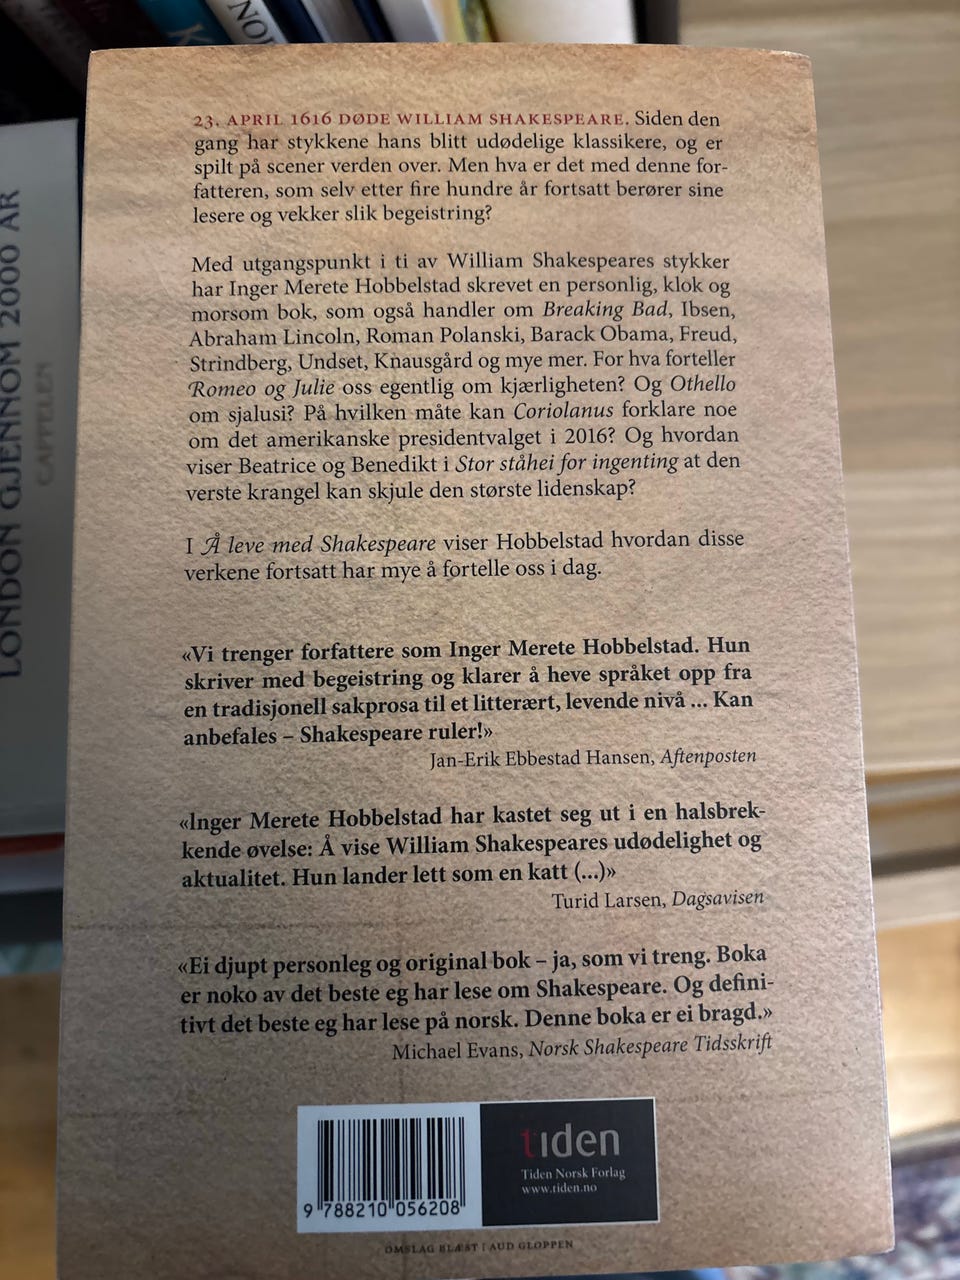 NO
K
LONDON GJENNOM 2000 ÅR
CAPPELEN
23. APRIL 1616 DØDE WILLIAM SHAKESPEARE. Siden den
gang har stykkene hans blitt udødelige klassikere, og er
spilt på scener verden over. Men hva er det med denne for-
fatteren, som selv etter fire hundre år fortsatt berører sine
lesere og vekker slik begeistring?
Med utgangspunkt i ti av William Shakespeares stykker
har Inger Merete Hobbelstad skrevet en personlig, klok og
morsom bok, som også handler om Breaking Bad, Ibsen,
Abraham Lincoln, Roman Polanski, Barack Obama, Freud,
Strindberg, Undset, Knausgård og mye mer. For hva forteller
Romeo og Julie oss egentlig om kjærligheten? Og Othello
om sjalusi? På hvilken måte kan Coriolanus forklare noe
om det amerikanske presidentvalget i 2016? Og hvordan
viser Beatrice og Benedikt i Stor ståhei for ingenting at den
verste krangel kan skjule den største lidenskap?
I Å leve med Shakespeare viser Hobbelstad hvordan disse
verkene fortsatt har mye å fortelle oss i dag.
«Vi trenger forfattere som Inger Merete Hobbelstad. Hun
skriver med begeistring og klarer å heve språket opp fra
en tradisjonell sakprosa til et litterært, levende nivå ... Kan
anbefales – Shakespeare ruler!»
Jan-Erik Ebbestad Hansen, Aftenposten
«Inger Merete Hobbelstad har kastet seg ut i en halsbrek-
kende øvelse: Å vise William Shakespeares udødelighet og
aktualitet. Hun lander lett som en katt (...)»
Turid Larsen, Dagsavisen
«Ei djupt personleg og original bok – ja, som vi treng. Boka
er noko av det beste eg har lese om Shakespeare. Og defini-
tivt det beste eg har lese på norsk. Denne boka er ei bragd.»
Michael Evans, Norsk Shakespeare Tidsskrift
tiden
Tiden Norsk Forlag
www.tiden.no
9 788210 056208
OMSLAG BLÆST | AUD GLOPPEN